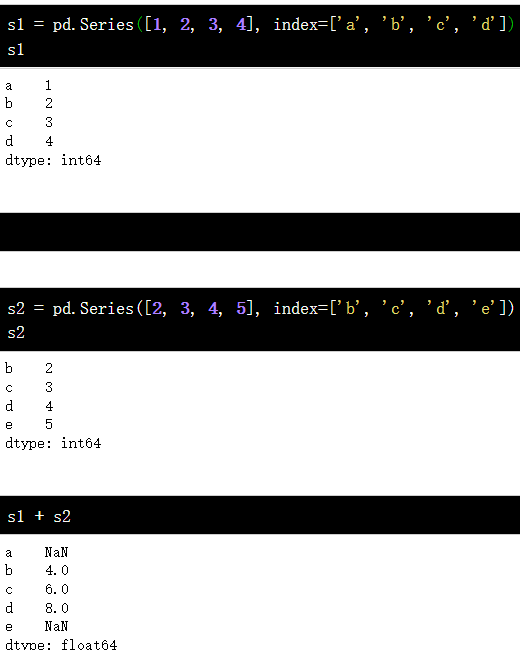 s1 = pd.Series([1, 2, 3, 4], index=['a', 'b', 'c', 'd'])
s1
a    1
b    2
c    3
d    4
dtype: int64
s2 = pd.Series([2, 3, 4, 5], index=['b', 'c', 'd', 'e'])
s2
b    2
c    3
d    4
e    5
dtype: int64
s1 + s2
a    NaN
b    4.0
c    6.0
d    8.0
e    NaN
dtype: float64